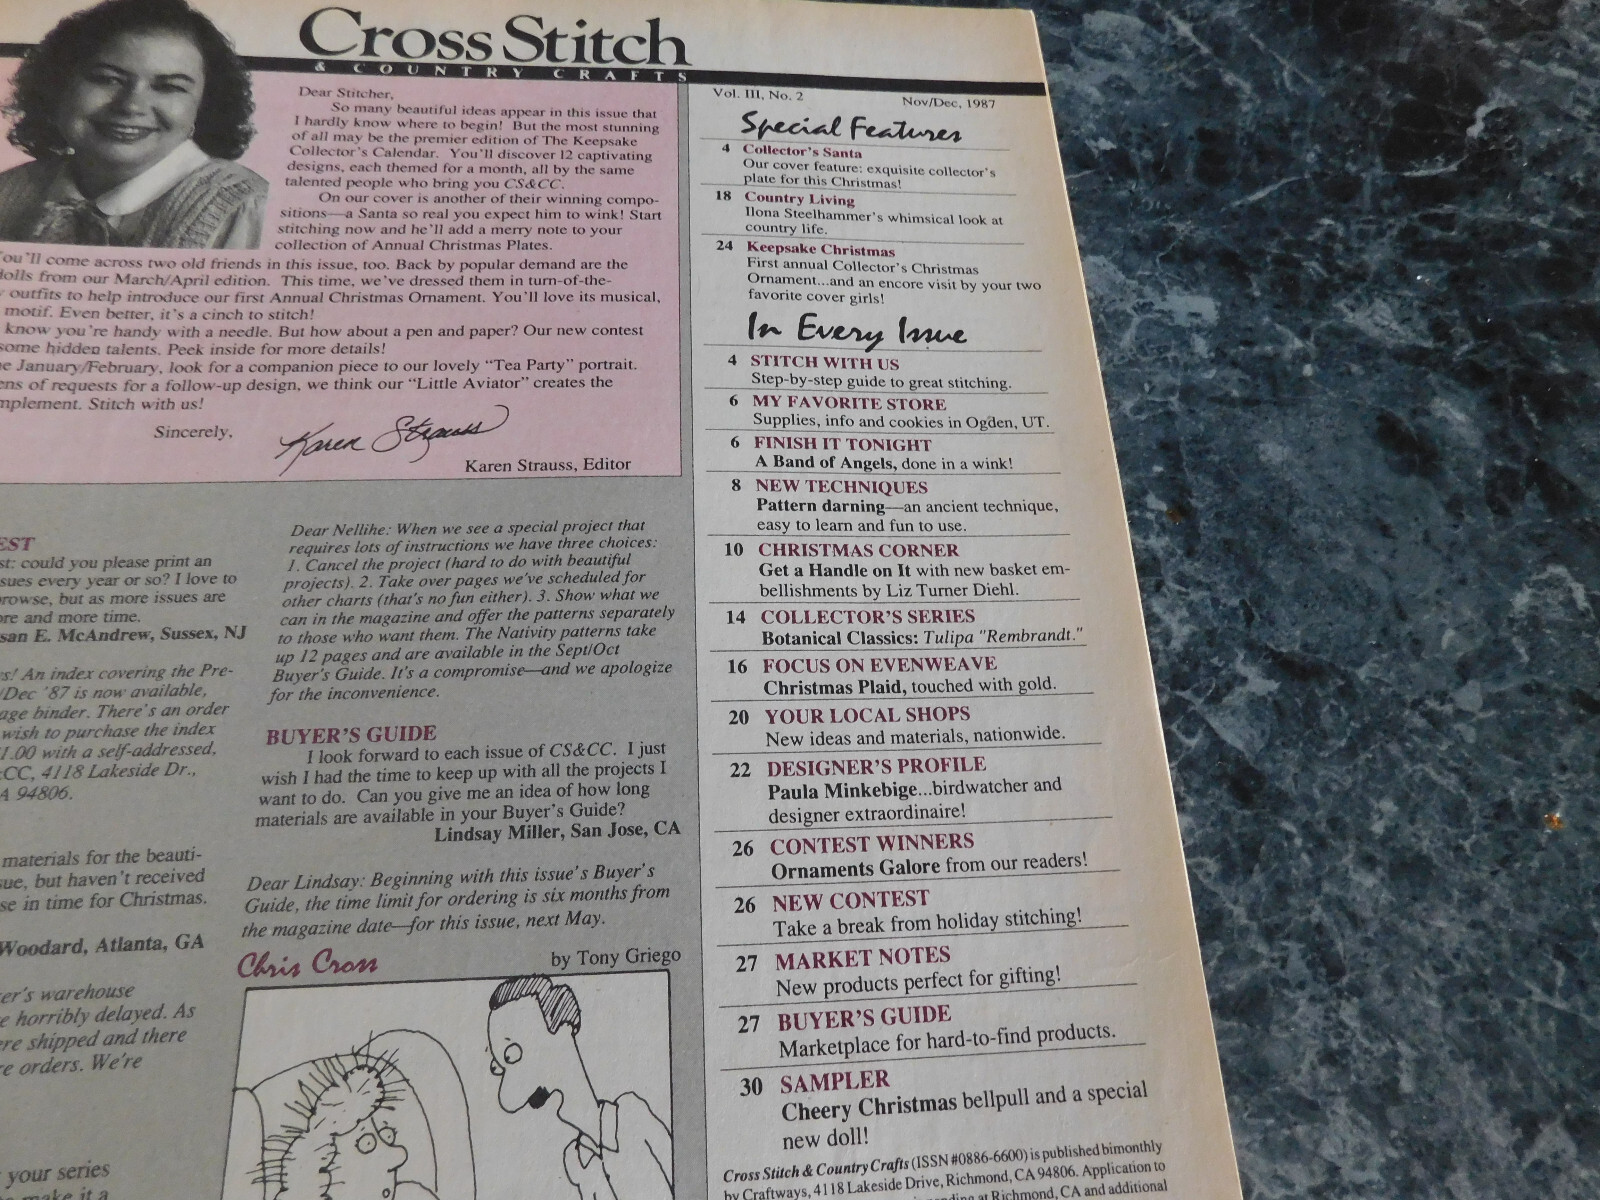 Cross Stitch
& COUNTRY CRAFTS
Dear Stitcher,
So many beautiful ideas appear in this issue that
I hardly know where to begin! But the most stunning
of all may be the premier edition of The Keepsake
Collector's Calendar. You'll discover 12 captivating
designs, each themed for a month, all by the same
talented people who bring you CS&CC.
On our cover is another of their winning compo-
sitions—a Santa so real you expect him to wink! Start
stitching now and he'll add a merry note to your
collection of Annual Christmas Plates.
ou'll come across two old friends in this issue, too. Back by popular demand are the
dolls from our March/April edition. This time, we've dressed them in turn-of-the-
outfits to help introduce our first Annual Christmas Ornament. You'll love its musical,
motif. Even better, it's a cinch to stitch!
know you're handy with a needle. But how about a pen and paper? Our new contest
some hidden talents. Peek inside for more details!
January/February, look for a companion piece to our lovely "Tea Party" portrait.
ens of requests for a follow-up design, we think our "Little Aviator" creates the
mplement. Stitch with us!
Sincerely,
Karen Strauss
Karen Strauss, Editor
EST
st: could you please print an
sues every year or so? I love to
rowse, but as more issues are
ore and more time.
san E. McAndrew, Sussex, NJ
s! An index covering the Pre-
/Dec '87 is now available,
age binder. There's an order
wish to purchase the index
1.00 with a self-addressed,
CC, 4118 Lakeside Dr.,
A 94806.
materials for the beauti-
sue, but haven't received
se in time for Christmas.
Woodard, Atlanta, GA
er's warehouse
e horribly delayed. As
ere shipped and there
re orders. We're
your series
make it a
Dear Nellihe: When we see a special project that
requires lots of instructions we have three choices:
1. Cancel the project (hard to do with beautiful
projects). 2. Take over pages we've scheduled for
other charts (that's no fun either). 3. Show what we
can in the magazine and offer the patterns separately
to those who want them. The Nativity patterns take
up 12 pages and are available in the Sept/Oct
Buyer's Guide. It's a compromise—and we apologize
for the inconvenience.
BUYER'S GUIDE
I look forward to each issue of CS&CC. I just
wish I had the time to keep up with all the projects I
want to do. Can you give me an idea of how long
materials are available in your Buyer's Guide?
Lindsay Miller, San Jose, CA
Dear Lindsay: Beginning with this issue's Buyer's
Guide, the time limit for ordering is six months from
the magazine date—for this issue, next May.
Chris Cross
by Tony Griego
Vol. III, No. 2
Nov/Dec, 1987
Special Features
4 Collector's Santa
Our cover feature: exquisite collector's
plate for this Christmas!
18 Country Living
Ilona Steelhammer's whimsical look at
country life.
24 Keepsake Christmas
First annual Collector's Christmas
Ornament...and an encore visit by your two
favorite cover girls!
In Every Issue
4 STITCH WITH US
Step-by-step guide to great stitching.
6 MY FAVORITE STORE
Supplies, info and cookies in Ogden, UT.
6 FINISH IT TONIGHT
A Band of Angels, done in a wink!
8 NEW TECHNIQUES
Pattern darning—an ancient technique,
easy to learn and fun to use.
10 CHRISTMAS CORNER
Get a Handle on It with new basket em-
bellishments by Liz Turner Diehl.
14 COLLECTOR'S SERIES
Botanical Classics: Tulipa "Rembrandt."
16 FOCUS ON EVENWEAVE
Christmas Plaid, touched with gold.
20 YOUR LOCAL SHOPS
New ideas and materials, nationwide.
22 DESIGNER'S PROFILE
Paula Minkebige...birdwatcher and
designer extraordinaire!
26 CONTEST WINNERS
Ornaments Galore from our readers!
26 NEW CONTEST
Take a break from holiday stitching!
27 MARKET NOTES
New products perfect for gifting!
27 BUYER'S GUIDE
Marketplace for hard-to-find products.
30 SAMPLER
Cheery Christmas bellpull and a special
new doll!
Cross Stitch & Country Crafts (ISSN #0886-6600) is published bimonthly
by Craftways, 4118 Lakeside Drive, Richmond, CA 94806. Application to
at Richmond, CA and additional